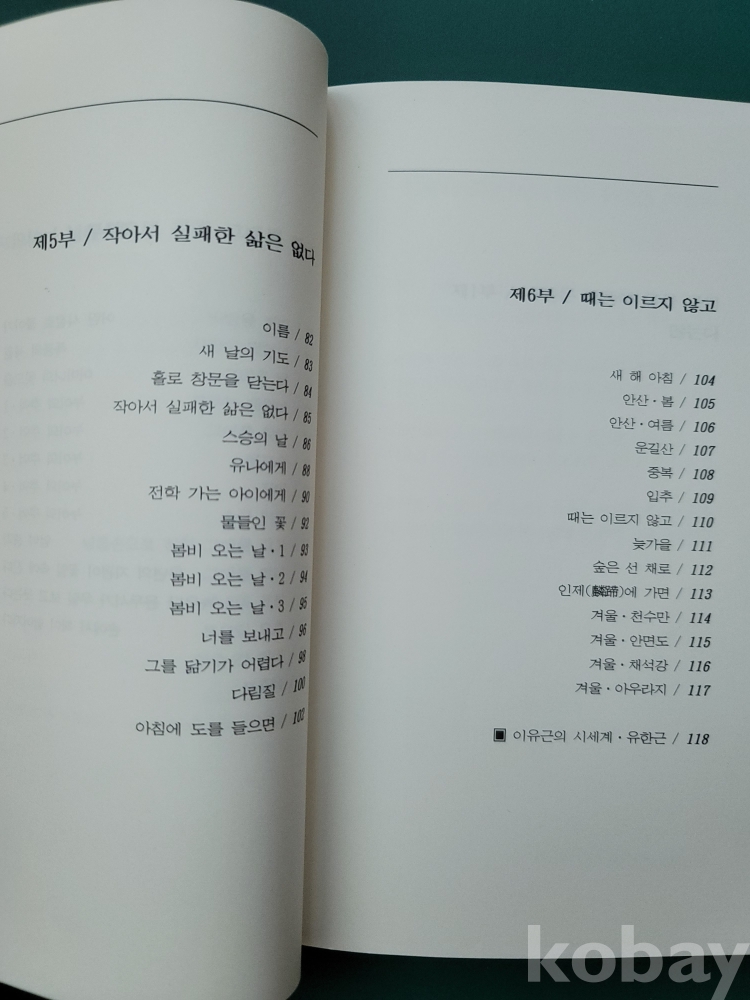 제5부 / 작아서 실패한 삶은 없다
이름 / 82
새 날의 기도 / 83
홀로 창문을 닫는다 / 84
작아서 실패한 삶은 없다 / 85
스승의 날 / 86
유나에게 / 88
전학 가는 아이에게 / 90
물들인 꽃 / 92
봄비 오는 날·1 / 93
봄비 오는 날·2 / 94
봄비 오는 날·3 / 95
너를 보내고 / 96
그를 닮기가 어렵다 / 98
다림질 / 100
아침에 도를 들으면 / 102
제6부 / 때는 이르지 않고
새 해 아침 / 104
안산·봄 / 105
안산·여름 / 106
운길산 / 107
중복 / 108
입추 / 109
때는 이르지 않고 / 110
늦가을 / 111
숲은 선 채로 / 112
인제(麟蹄)에 가면 / 113
겨울·천수만 / 114
겨울·안면도 / 115
겨울·채석강 / 116
겨울·아우라지 / 117
▣ 이유근의 시세계·유한근 / 118
kobay